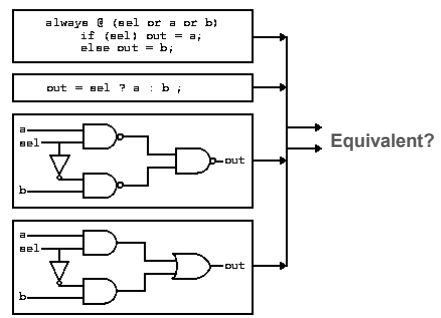 always @ (sel or a or b)
if (sel) out = a;
else out = b;
out = sel ? a : b ;
a
sel
b
out
Equivalent?
a
sel
b
out